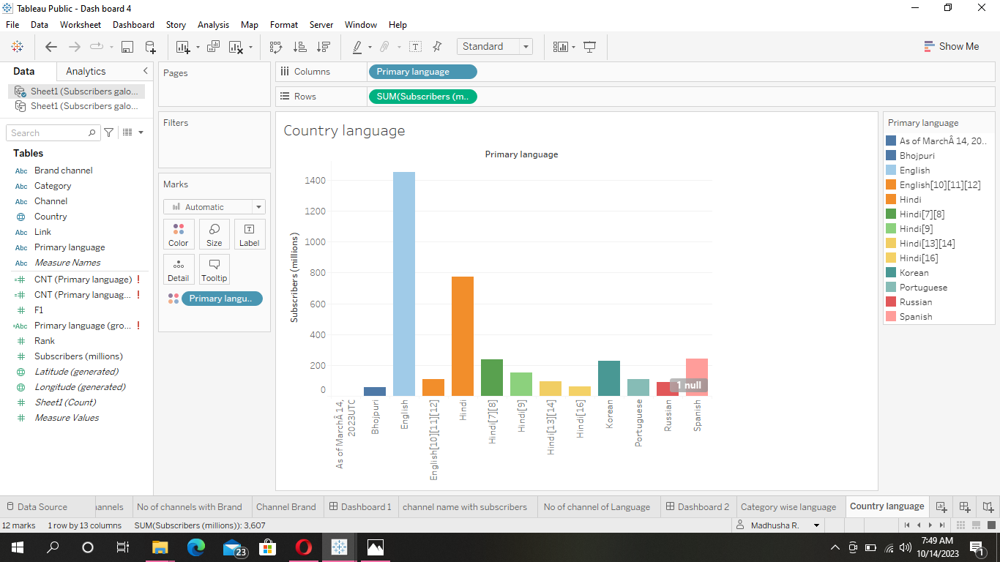 Tableau Public - Dash board 4
File Data Worksheet Dashboard Story Analysis Map Format Server Window Help
Standard
Show Me
Data Analytics
Sheet1 (Subscribers galo...
Sheet1 (Subscribers galo...
Search
Tables
Abc Brand channel
Abc Category
Abc Channel
Country
Abc Link
Abc Primary language
Abc Measure Names
=# CNT (Primary language) !
=# CNT (Primary languag... !
# F1
=Abc Primary language (gro... !
# Rank
# Subscribers (millions)
Latitude (generated)
Longitude (generated)
# Sheet1 (Count)
# Measure Values
Pages
Filters
Marks
Automatic
Color Size Label
Detail Tooltip
Primary langu..
Columns Primary language
Rows SUM(Subscribers (m..
Country language
Primary language
Subscribers (millions)
1400
1200
1000
800
600
400
200
0
1 null
As of MarchÂ 14,
2023UTC
Bhojpuri
English
English[10][11][12]
Hindi
Hindi[7][8]
Hindi[9]
Hindi[13][14]
Hindi[16]
Korean
Portuguese
Russian
Spanish
Primary language
As of MarchÂ 14, 20..
Bhojpuri
English
English[10][11][12]
Hindi
Hindi[7][8]
Hindi[9]
Hindi[13][14]
Hindi[16]
Korean
Portuguese
Russian
Spanish
Data Source annels No of channels with Brand Channel Brand Dashboard 1 channel name with subscribers No of channel of Language Dashboard 2 Category wise language Country language
12 marks 1 row by 13 columns SUM(Subscribers (millions)): 3,607 Madhusha R.
23
7:49 AM
10/14/2023
1